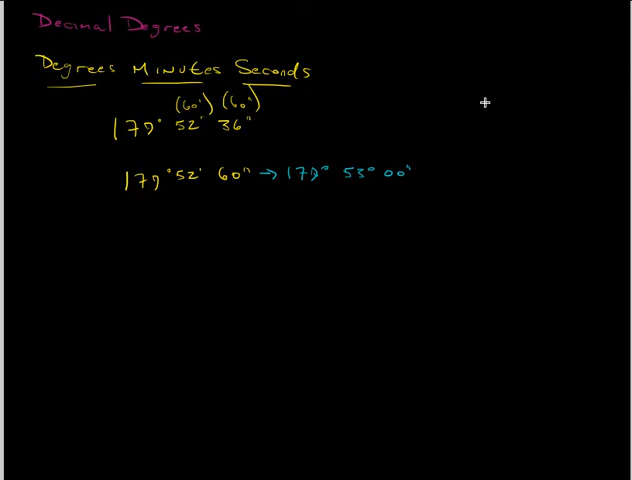 Decimal Degrees
Degrees Minutes Seconds
(60') (60")
179° 52' 36"
179° 52' 60" → 179° 53° 00"